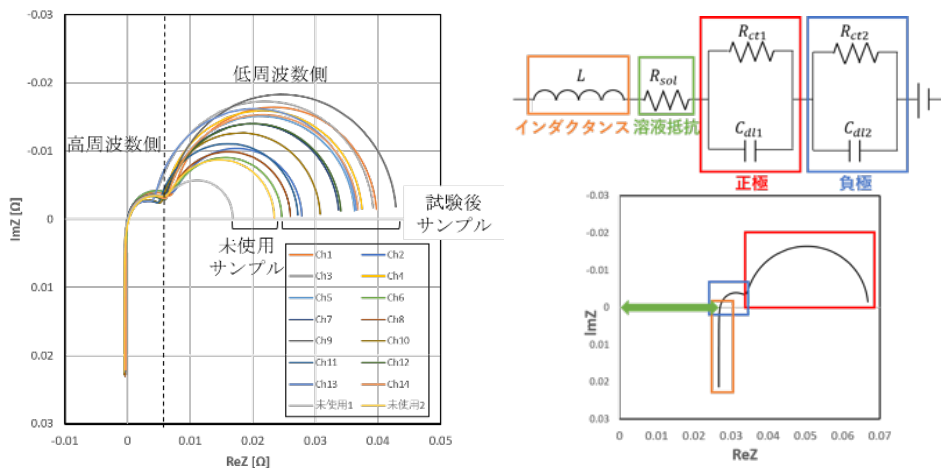 -0.03
-0.02
-0.01
0
0.01
0.02
0.03
ImZ [Ω]
-0.01
0
0.01
0.02
0.03
0.04
0.05
ReZ [Ω]
低周波数側
高周波数側
未使用
サンプル
試験後
サンプル
Ch1
Ch2
Ch3
Ch4
Ch5
Ch6
Ch7
Ch8
Ch9
Ch10
Ch11
Ch12
Ch13
Ch14
未使用1
未使用2
L
Rsol
Rct1
Rct2
Cdl1
Cdl2
インダクタンス
溶液抵抗
正極
負極
-0.03
-0.02
-0.01
0
0.01
0.02
0.03
ImZ
0
0.01
0.02
0.03
0.04
0.05
0.06
0.07
ReZ